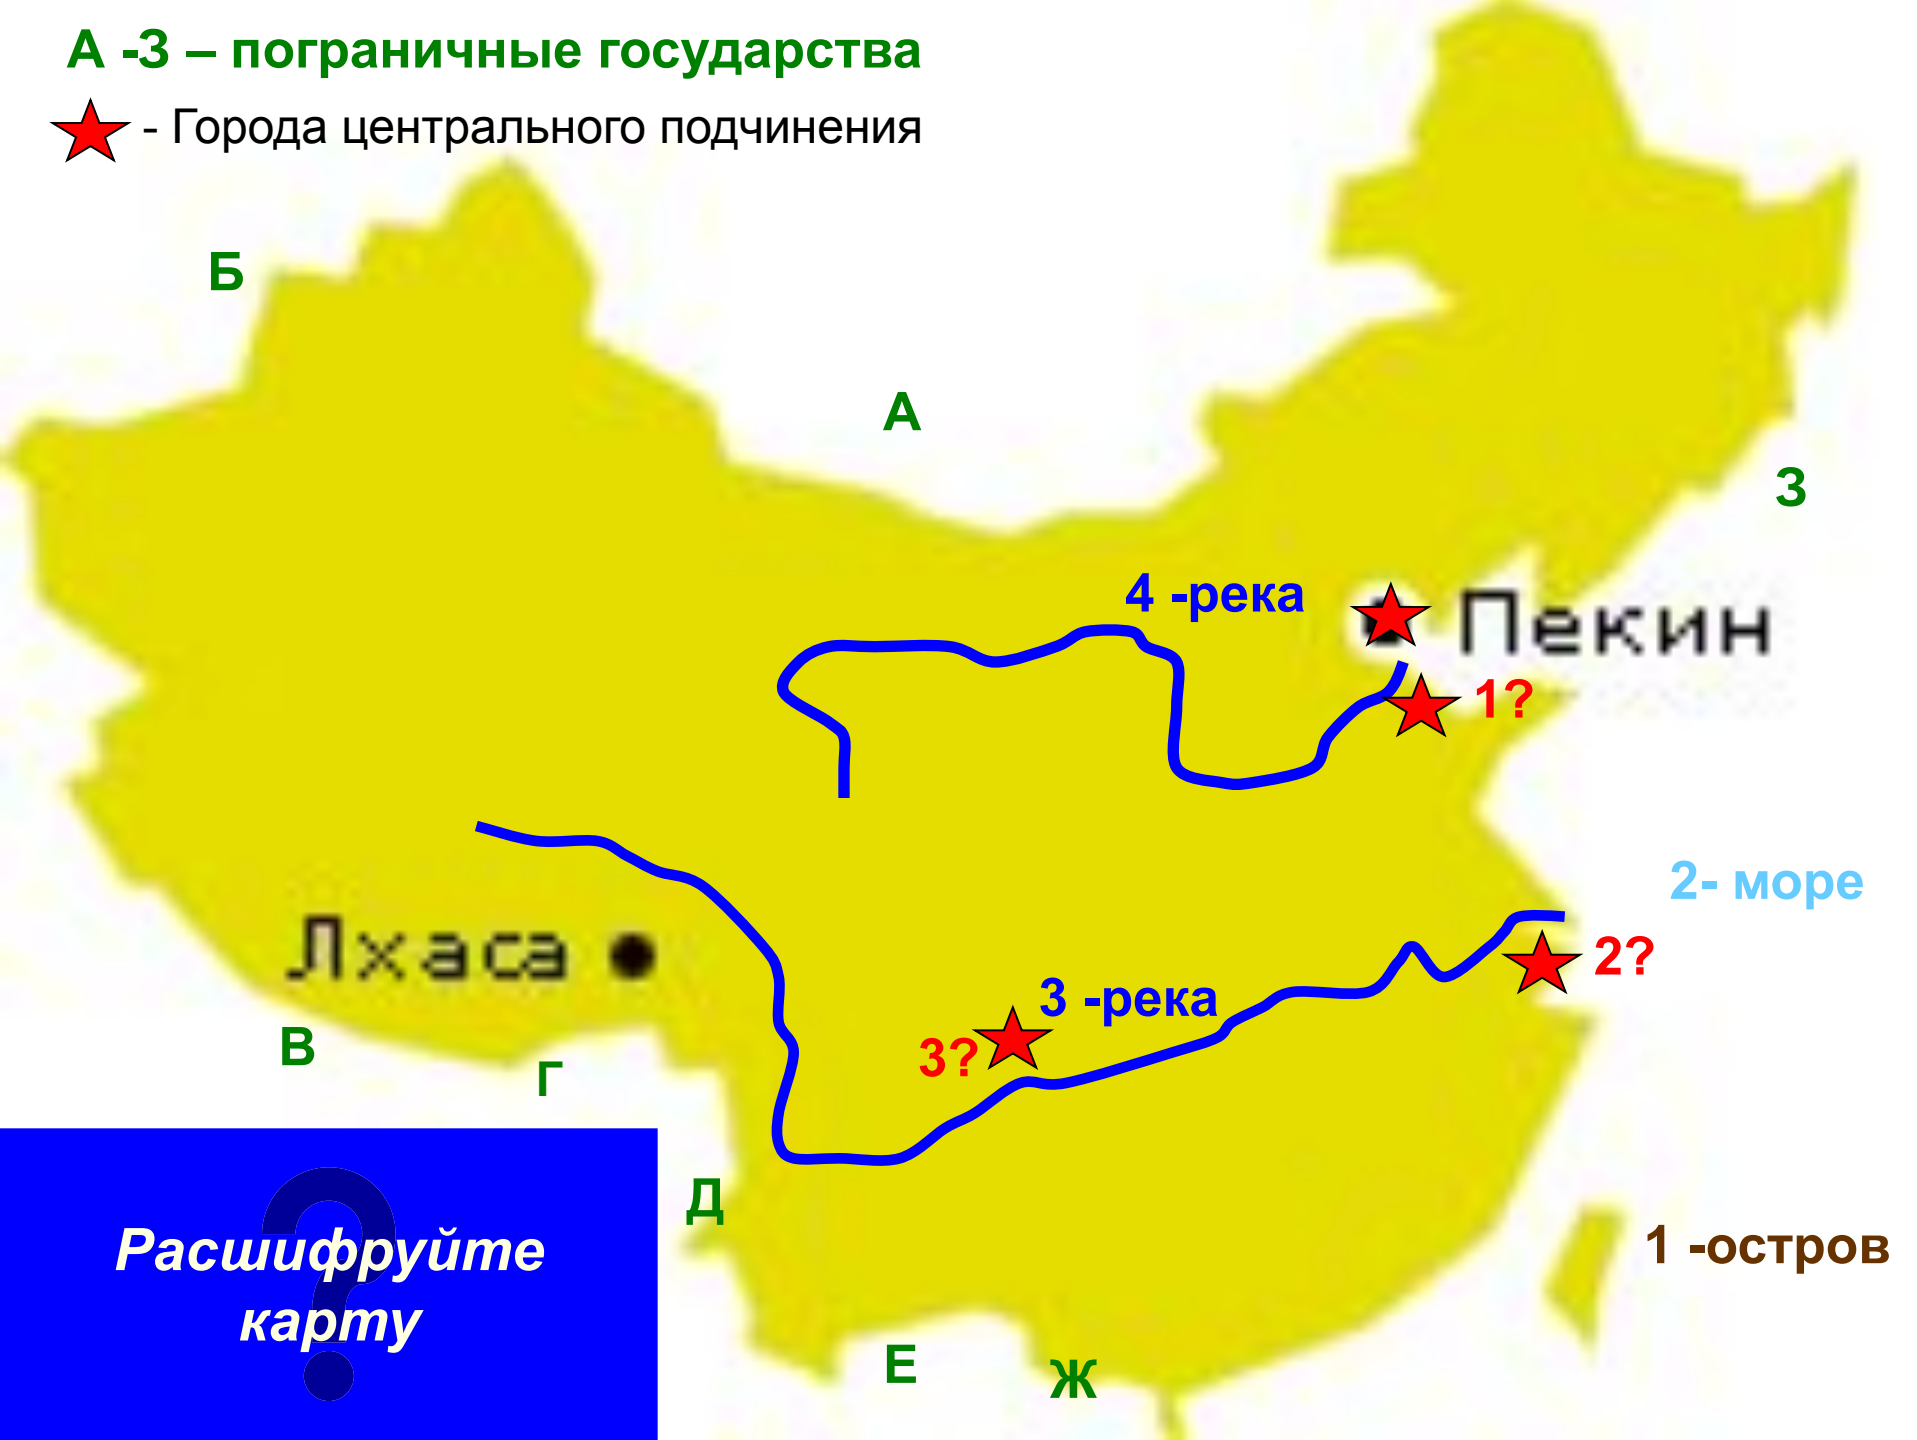 А -З – пограничные государства
- Города центрального подчинения
Б
А
З
4 -река
Пекин
1?
2- море
Лхаса
2?
3 -река
3?
В
Г
Д
Расшифруйте
карту
1 -остров
Е
Ж